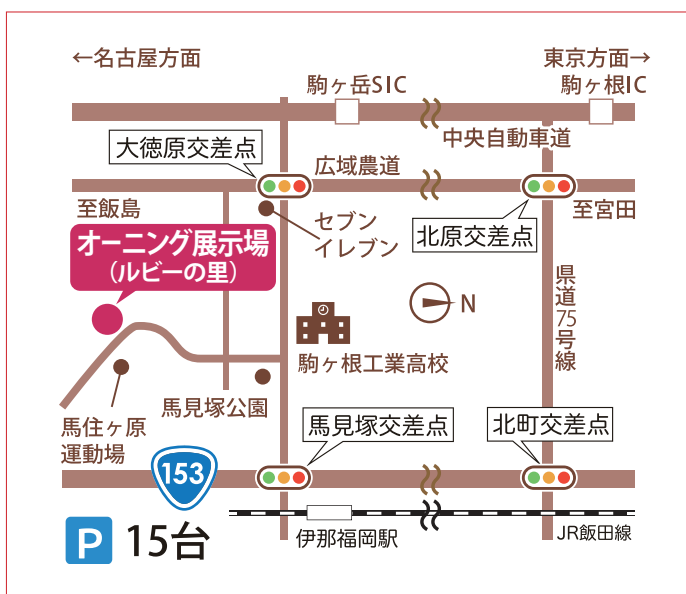 ←名古屋方面
東京方面→
駒ヶ岳SIC
駒ヶ根IC
中央自動車道
大徳原交差点
広域農道
至飯島
セブン
イレブン
北原交差点
至宮田
オーニング展示場
（ルビーの里）
N
県道75号線
駒ヶ根工業高校
馬見塚公園
馬住ヶ原
運動場
馬見塚交差点
北町交差点
153
P 15台
伊那福岡駅
JR飯田線